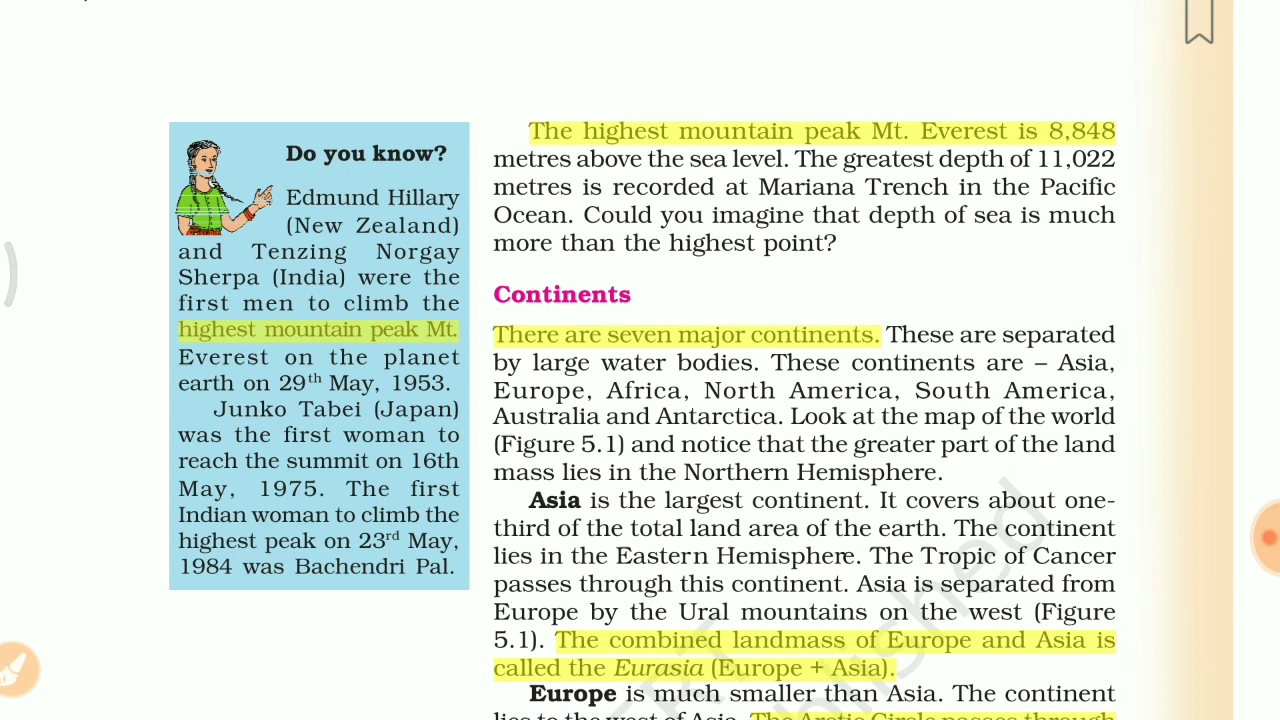 Do you know?
Edmund Hillary
(New Zealand)
and Tenzing Norgay
Sherpa (India) were the
first men to climb the
highest mountain peak Mt.
Everest on the planet
earth on 29th May, 1953.
Junko Tabei (Japan)
was the first woman to
reach the summit on 16th
May, 1975. The first
Indian woman to climb the
highest peak on 23rd May,
1984 was Bachendri Pal.
The highest mountain peak Mt. Everest is 8,848
metres above the sea level. The greatest depth of 11,022
metres is recorded at Mariana Trench in the Pacific
Ocean. Could you imagine that depth of sea is much
more than the highest point?
Continents
There are seven major continents. These are separated
by large water bodies. These continents are – Asia,
Europe, Africa, North America, South America,
Australia and Antarctica. Look at the map of the world
(Figure 5.1) and notice that the greater part of the land
mass lies in the Northern Hemisphere.
Asia is the largest continent. It covers about one-
third of the total land area of the earth. The continent
lies in the Eastern Hemisphere. The Tropic of Cancer
passes through this continent. Asia is separated from
Europe by the Ural mountains on the west (Figure
5.1). The combined landmass of Europe and Asia is
called the Eurasia (Europe + Asia).
Europe is much smaller than Asia. The continent
lies to the west of Asia. The Arctic Circle passes through